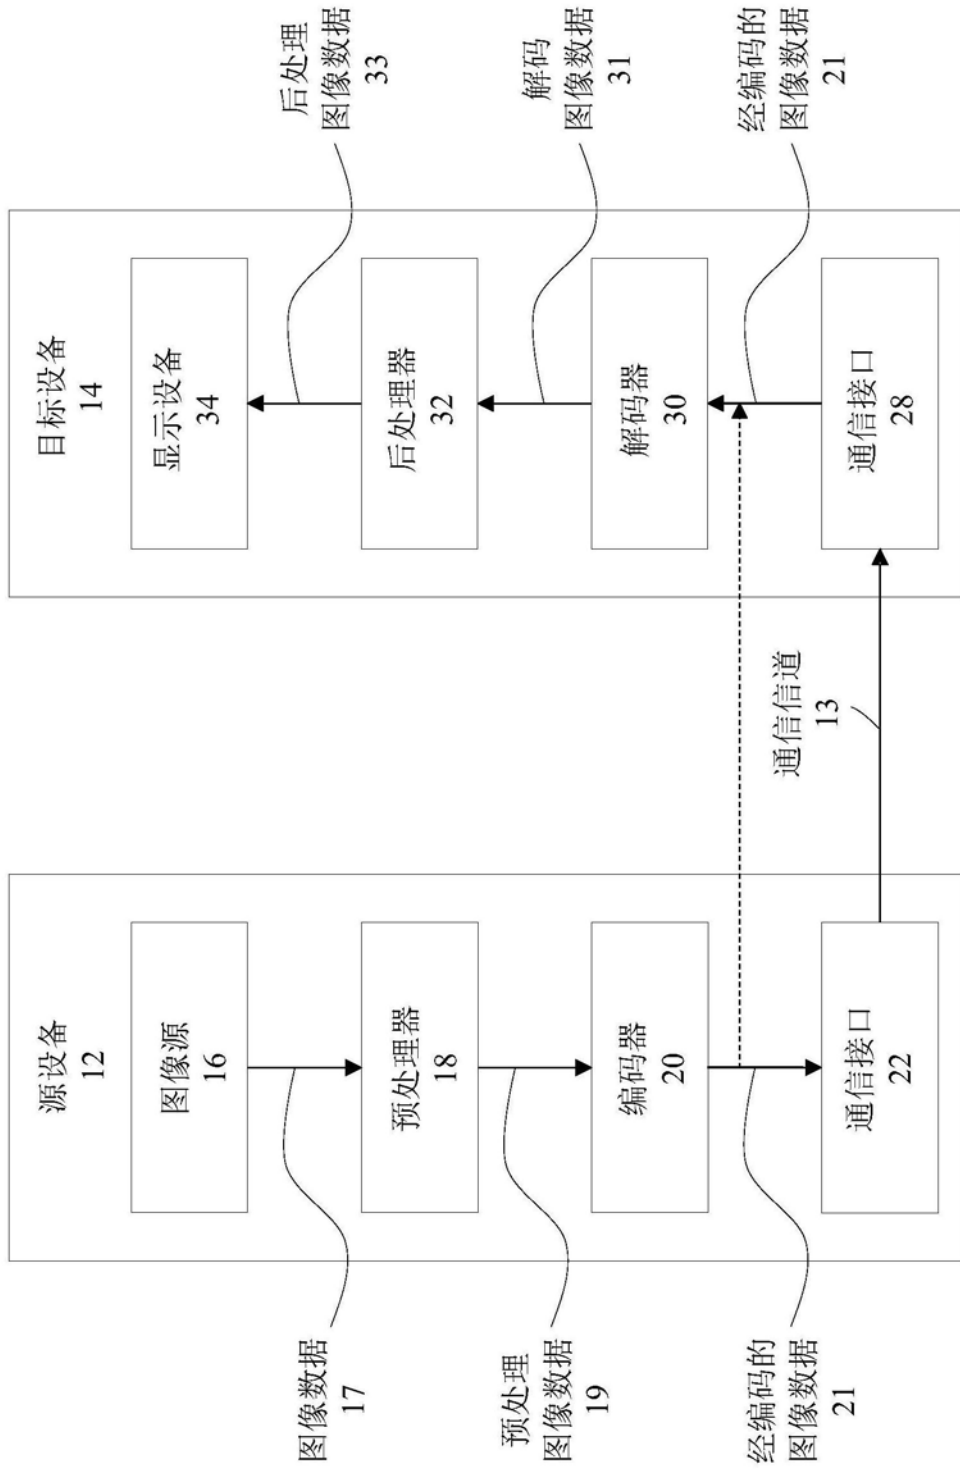 源设备
12
图像源
16
图像数据
17
预处理器
18
预处理
图像数据
19
编码器
20
经编码的
图像数据
21
通信接口
22
通信信道
13
目标设备
14
显示设备
34
后处理
图像数据
33
后处理器
32
解码
图像数据
31
解码器
30
经编码的
图像数据
21
通信接口
28